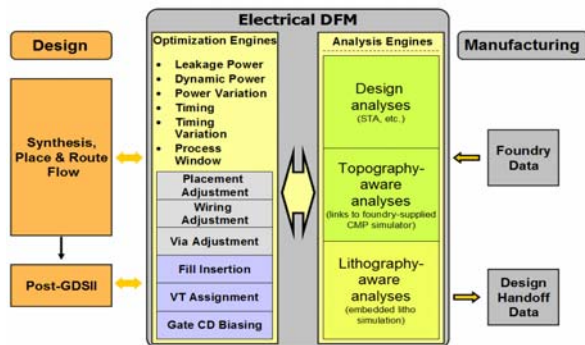 Electrical DFM
Design
Optimization Engines
Analysis Engines
Manufacturing
• Leakage Power
• Dynamic Power
• Power Variation
• Timing
• Timing
Variation
• Process
Window
Placement
Adjustment
Wiring
Adjustment
Via Adjustment
Fill Insertion
VT Assignment
Gate CD Biasing
Synthesis,
Place & Route
Flow
Post-GDSII
Design
analyses
(STA, etc.)
Topography-
aware analyses
(links to foundry-supplied
CMP simulator)
Lithography-
aware analyses
(embedded litho
simulation)
Foundry
Data
Design
Handoff
Data